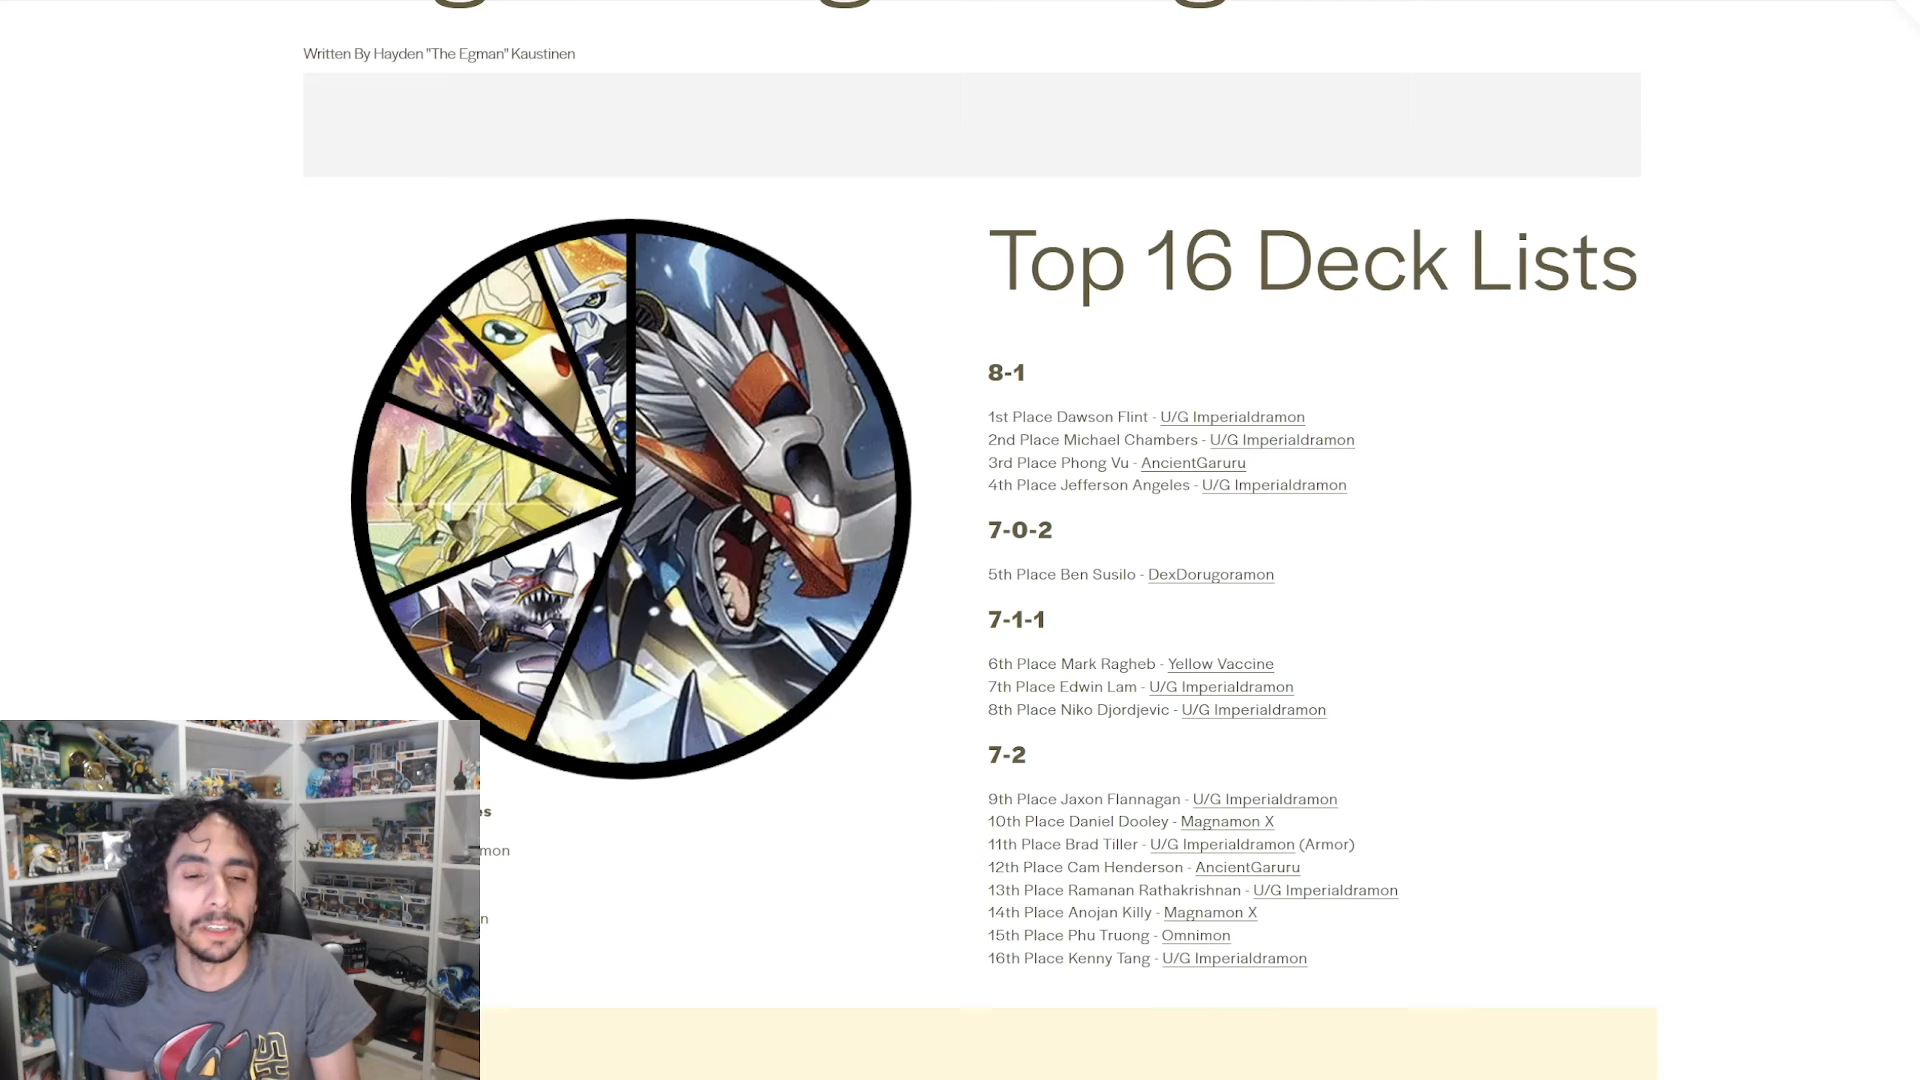 Written By Hayden "The Egman" Kaustinen
Top 16 Deck Lists
8-1
1st Place Dawson Flint - U/G Imperialdramon
2nd Place Michael Chambers - U/G Imperialdramon
3rd Place Phong Vu - AncientGaruru
4th Place Jefferson Angeles - U/G Imperialdramon
7-0-2
5th Place Ben Susilo - DexDorugoramon
7-1-1
6th Place Mark Ragheb - Yellow Vaccine
7th Place Edwin Lam - U/G Imperialdramon
8th Place Niko Djordjevic - U/G Imperialdramon
7-2
9th Place Jaxon Flannagan - U/G Imperialdramon
10th Place Daniel Dooley - Magnamon X
11th Place Brad Tiller - U/G Imperialdramon (Armor)
12th Place Cam Henderson - AncientGaruru
13th Place Ramanan Rathakrishnan - U/G Imperialdramon
14th Place Anojan Killy - Magnamon X
15th Place Phu Truong - Omnimon
16th Place Kenny Tang - U/G Imperialdramon